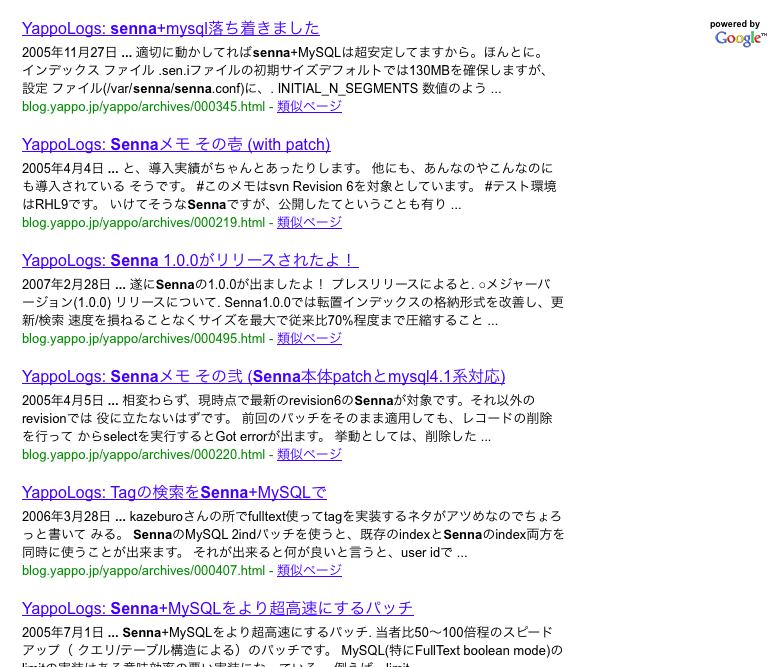 YappoLogs: senna+mysql落ち着きました
powered by
Google™
2005年11月27日 ... 適切に動かしてればsenna+MySQLは超安定してますから。ほんとに。
インデックス ファイル .sen.iファイルの初期サイズデフォルトでは130MBを確保しますが、
設定 ファイル(/var/senna/senna.conf)に、. INITIAL_N_SEGMENTS 数値のよう ...
blog.yappo.jp/yappo/archives/000345.html - 類似ページ
YappoLogs: Sennaメモ その壱 (with patch)
2005年4月4日 ... と、導入実績がちゃんとあったりします。 他にも、あんなのやこんなのに
も導入されている そうです。 #このメモはsvn Revision 6を対象としています。 #テスト環境
はRHL9です。 いけてそうなSennaですが、公開したてということも有り ...
blog.yappo.jp/yappo/archives/000219.html - 類似ページ
YappoLogs: Senna 1.0.0がリリースされたよ！
2007年2月28日 ... 遂にSennaの1.0.0が出ましたよ！ プレスリリースによると. ○メジャーバ
ージョン(1.0.0) リリースについて. Senna1.0.0では転置インデックスの格納形式を改善し、更
新/検索 速度を損ねることなくサイズを最大で従来比70%程度まで圧縮すること ...
blog.yappo.jp/yappo/archives/000495.html - 類似ページ
YappoLogs: Sennaメモ その弐 (Senna本体patchとmysql4.1系対応)
2005年4月5日 ... 相変わらず、現時点で最新のrevision6のSennaが対象です。それ以外の
revisionでは 役に立たないはずです。 前回のパッチをそのまま適用しても、レコードの削除
を行って からselectを実行するとGot errorが出ます。 挙動としては、削除した ...
blog.yappo.jp/yappo/archives/000220.html - 類似ページ
YappoLogs: Tagの検索をSenna+MySQLで
2006年3月28日 ... kazeburoさんの所でfulltext使ってtagを実装するネタがアツめなのでちょろ
っと書いて みる。 SennaのMySQL 2indパッチを使うと、既存のindexとSennaのindex両方を
同時に使うことが出来ます。 それが出来ると何が良いと言うと、user idで ...
blog.yappo.jp/yappo/archives/000407.html - 類似ページ
YappoLogs: Senna+MySQLをより超高速にするパッチ
2005年7月1日 ... Senna+MySQLをより超高速にするパッチ. 当者比50～100倍程のスピード
アップ（ クエリ/テーブル構造による）のパッチです。 MySQL(特にFullText boolean mode)の
limitの実装はある意味効率の悪い実装になっている。 例えば、limit